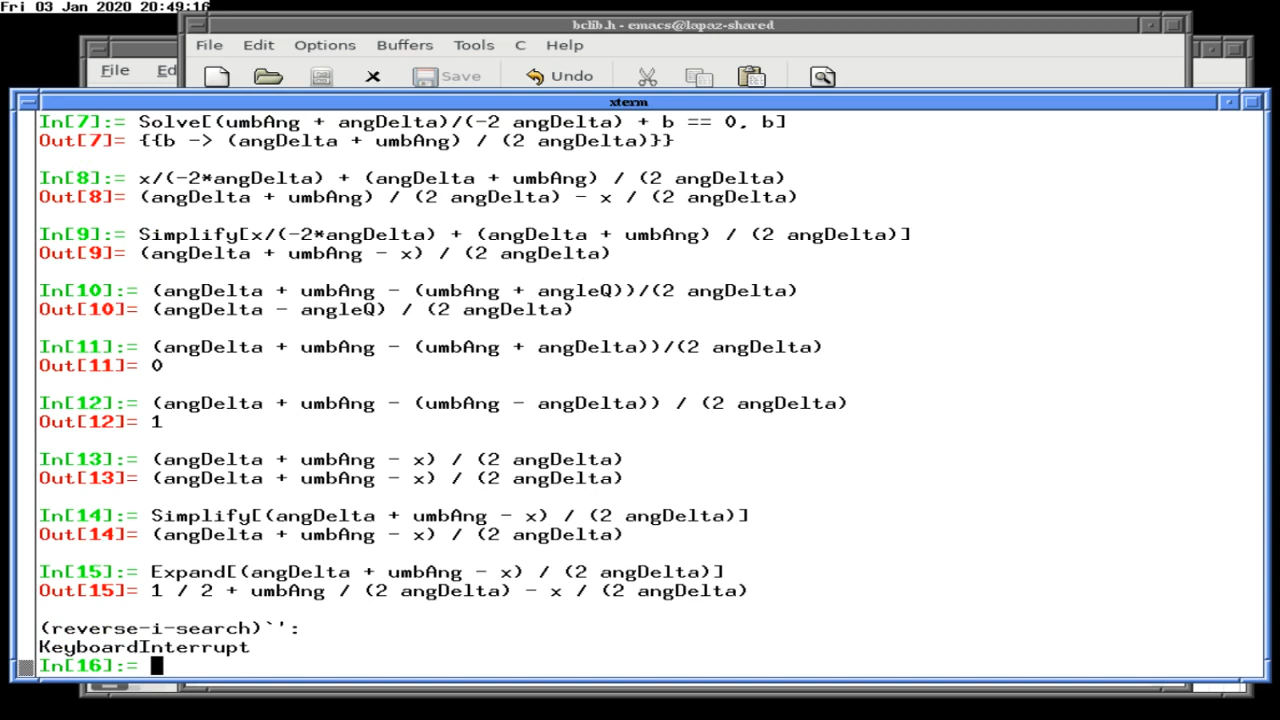 Fri 03 Jan 2020 20:49:16
bclib.h - emacs@lapaz-shared
File Edit Options Buffers Tools C Help
File Ed
Save Undo
xterm
In[7]:= Solve[(umbAng + angDelta)/(-2 angDelta) + b == 0, b]
Out[7]= {{b -> (angDelta + umbAng) / (2 angDelta)}}
In[8]:= x/(-2*angDelta) + (angDelta + umbAng) / (2 angDelta)
Out[8]= (angDelta + umbAng) / (2 angDelta) - x / (2 angDelta)
In[9]:= Simplify[x/(-2*angDelta) + (angDelta + umbAng) / (2 angDelta)]
Out[9]= (angDelta + umbAng - x) / (2 angDelta)
In[10]:= (angDelta + umbAng - (umbAng + angleQ))/(2 angDelta)
Out[10]= (angDelta - angleQ) / (2 angDelta)
In[11]:= (angDelta + umbAng - (umbAng + angDelta))/(2 angDelta)
Out[11]= 0
In[12]:= (angDelta + umbAng - (umbAng - angDelta)) / (2 angDelta)
Out[12]= 1
In[13]:= (angDelta + umbAng - x) / (2 angDelta)
Out[13]= (angDelta + umbAng - x) / (2 angDelta)
In[14]:= Simplify[(angDelta + umbAng - x) / (2 angDelta)]
Out[14]= (angDelta + umbAng - x) / (2 angDelta)
In[15]:= Expand[(angDelta + umbAng - x) / (2 angDelta)]
Out[15]= 1 / 2 + umbAng / (2 angDelta) - x / (2 angDelta)
(reverse-i-search)`':
KeyboardInterrupt
In[16]:=